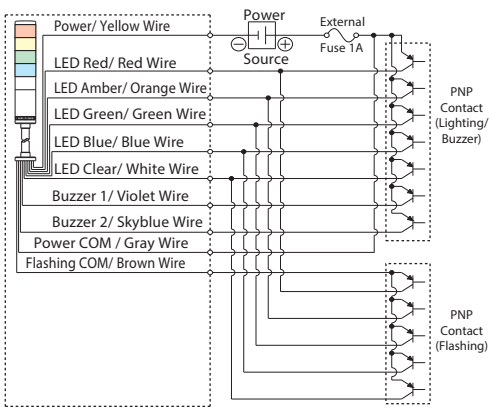 Power/ Yellow Wire
LED Red/ Red Wire
LED Amber/ Orange Wire
LED Green/ Green Wire
LED Blue/ Blue Wire
LED Clear/ White Wire
Buzzer 1/ Violet Wire
Buzzer 2/ Skyblue Wire
Power COM / Gray Wire
Flashing COM/ Brown Wire
Power
Source
External
Fuse 1A
PNP
Contact
(Lighting/
Buzzer)
PNP
Contact
(Flashing)